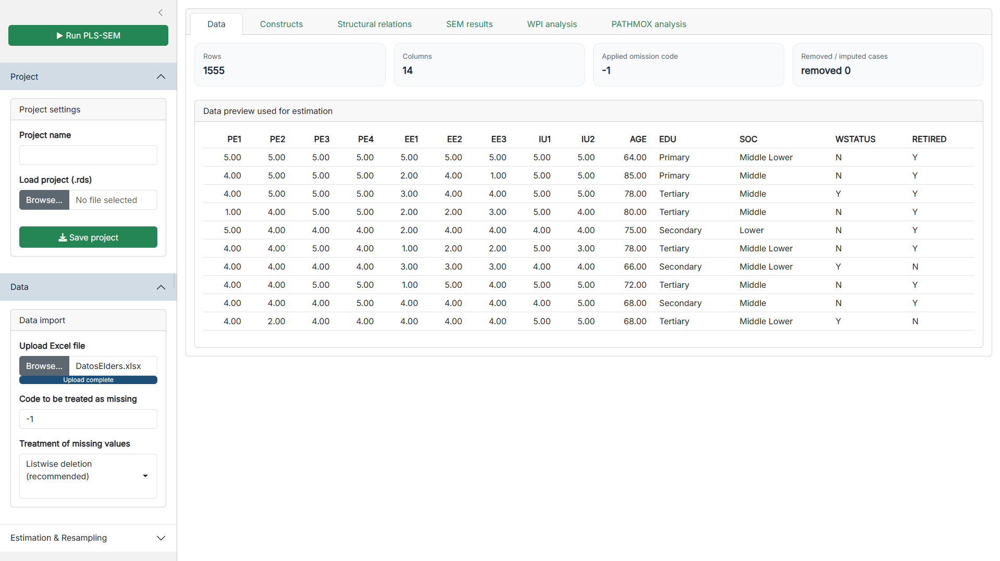 Run PLS-SEM
Project
Project settings
Project name
Load project (.rds)
Browse... No file selected
Save project
Data
Data import
Upload Excel file
Browse... DatosElders.xlsx
Upload complete
Code to be treated as missing
-1
Treatment of missing values
Listwise deletion
(recommended)
Estimation & Resampling
Data Constructs Structural relations SEM results WPI analysis PATHMOX analysis
Rows
1555
Columns
14
Applied omission code
-1
Removed / imputed cases
removed 0
Data preview used for estimation
PE1 PE2 PE3 PE4 EE1 EE2 EE3 IU1 IU2 AGE EDU SOC WSTATUS RETIRED
5.00 5.00 5.00 5.00 5.00 5.00 5.00 5.00 5.00 64.00 Primary Middle Lower N Y
4.00 5.00 5.00 5.00 2.00 4.00 1.00 5.00 5.00 85.00 Primary Middle N Y
4.00 5.00 5.00 5.00 3.00 4.00 4.00 5.00 5.00 78.00 Tertiary Middle Y Y
1.00 4.00 5.00 5.00 2.00 2.00 3.00 5.00 4.00 80.00 Tertiary Middle N Y
5.00 4.00 4.00 4.00 2.00 4.00 4.00 4.00 4.00 75.00 Secondary Lower N Y
4.00 4.00 5.00 4.00 1.00 2.00 2.00 5.00 3.00 78.00 Tertiary Middle Lower N Y
4.00 4.00 4.00 4.00 3.00 3.00 3.00 4.00 4.00 66.00 Secondary Middle Lower Y N
4.00 4.00 5.00 5.00 1.00 5.00 4.00 5.00 5.00 72.00 Tertiary Middle N Y
4.00 4.00 4.00 5.00 4.00 4.00 4.00 4.00 5.00 68.00 Secondary Middle N Y
4.00 2.00 4.00 4.00 4.00 4.00 4.00 5.00 5.00 68.00 Tertiary Middle Lower Y N